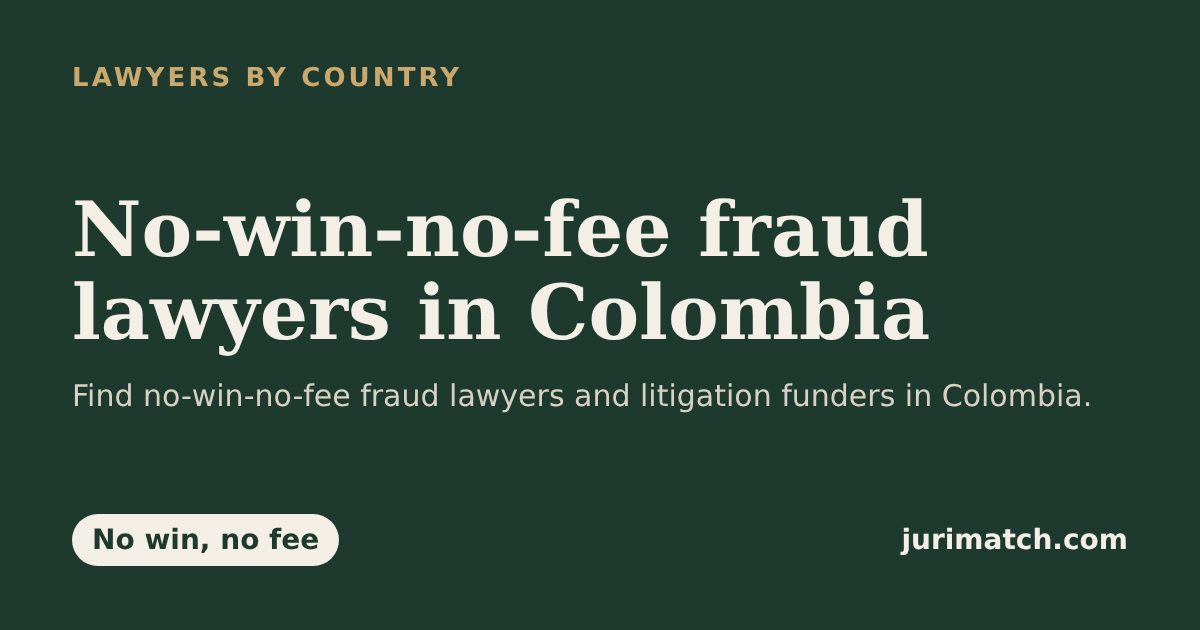 LAWYERS BY COUNTRY
No-win-no-fee fraud
lawyers in Colombia
Find no-win-no-fee fraud lawyers and litigation funders in Colombia.
No win, no fee
jurimatch.com